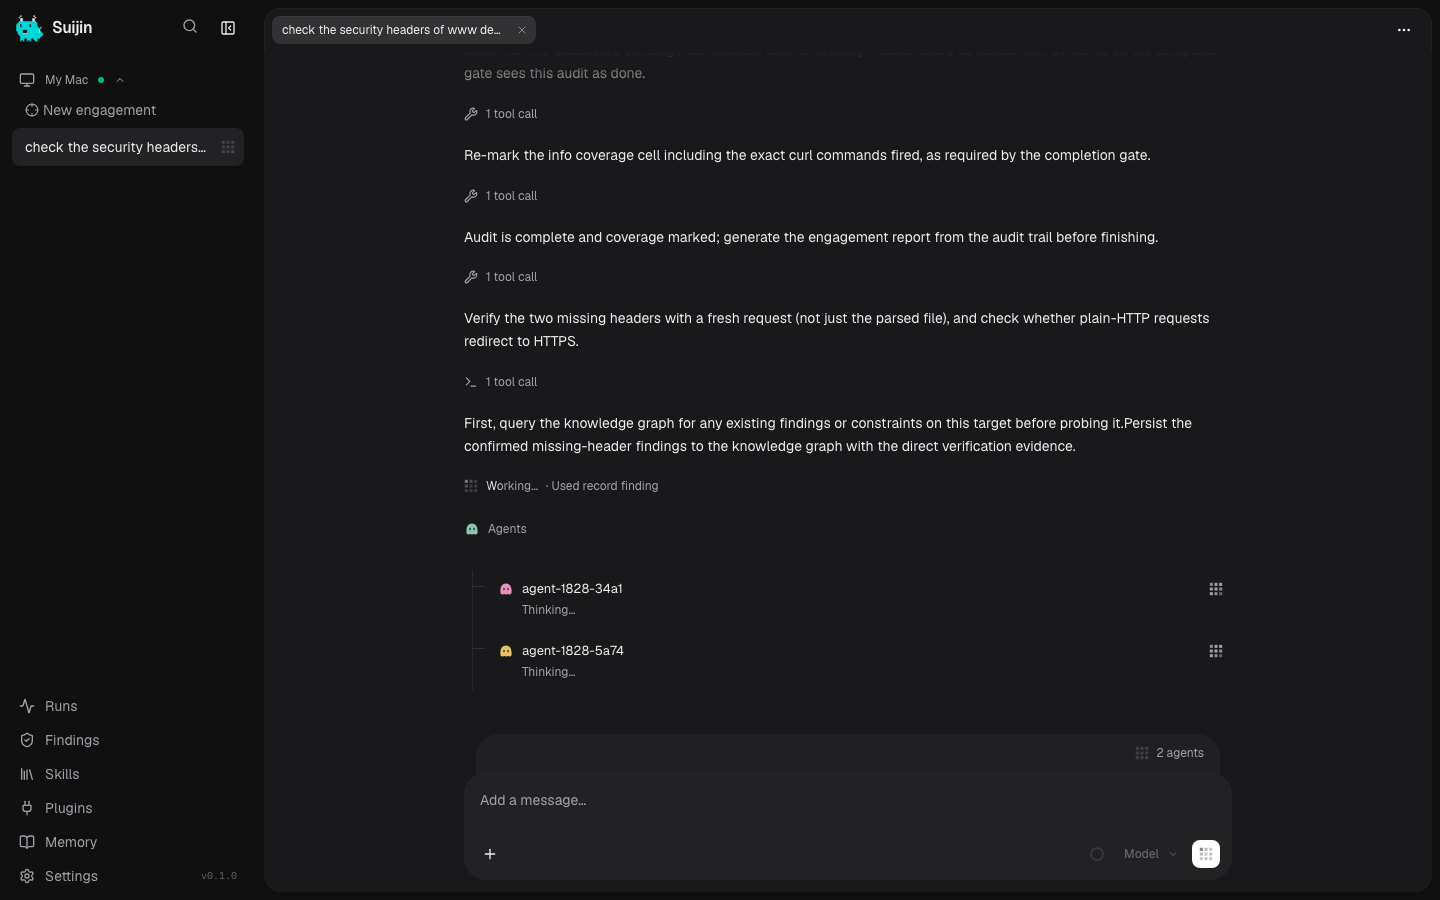 Suijin
check the security headers of www de...
My Mac
New engagement
check the security headers...
gate sees this audit as done.
1 tool call
Re-mark the info coverage cell including the exact curl commands fired, as required by the completion gate.
1 tool call
Audit is complete and coverage marked; generate the engagement report from the audit trail before finishing.
1 tool call
Verify the two missing headers with a fresh request (not just the parsed file), and check whether plain-HTTP requests
redirect to HTTPS.
1 tool call
First, query the knowledge graph for any existing findings or constraints on this target before probing it.Persist the
confirmed missing-header findings to the knowledge graph with the direct verification evidence.
Working... · Used record finding
Agents
agent-1828-34a1
Thinking...
agent-1828-5a74
Thinking...
2 agents
Add a message...
Model
Runs
Findings
Skills
Plugins
Memory
Settings
v0.1.0